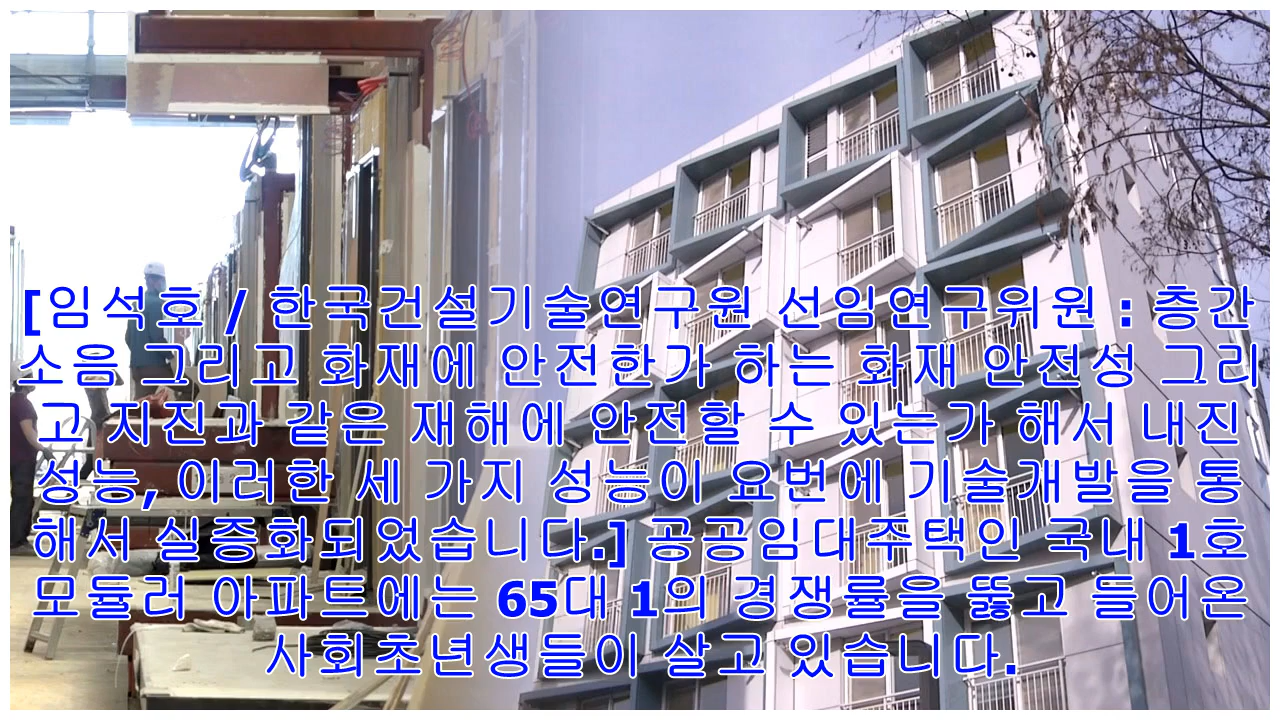 [임석호 / 한국건설기술연구원 선임연구위원 : 층간
소음 그리고 화재에 안전한가 하는 화재 안전성 그리
고 지진과 같은 재해에 안전할 수 있는가 해서 내진
성능, 이러한 세 가지 성능이 요번에 기술개발을 통
해서 실증화되었습니다.] 공공임대주택인 국내 1호
모듈러 아파트에는 65대 1의 경쟁률을 뚫고 들어온
사회초년생들이 살고 있습니다.